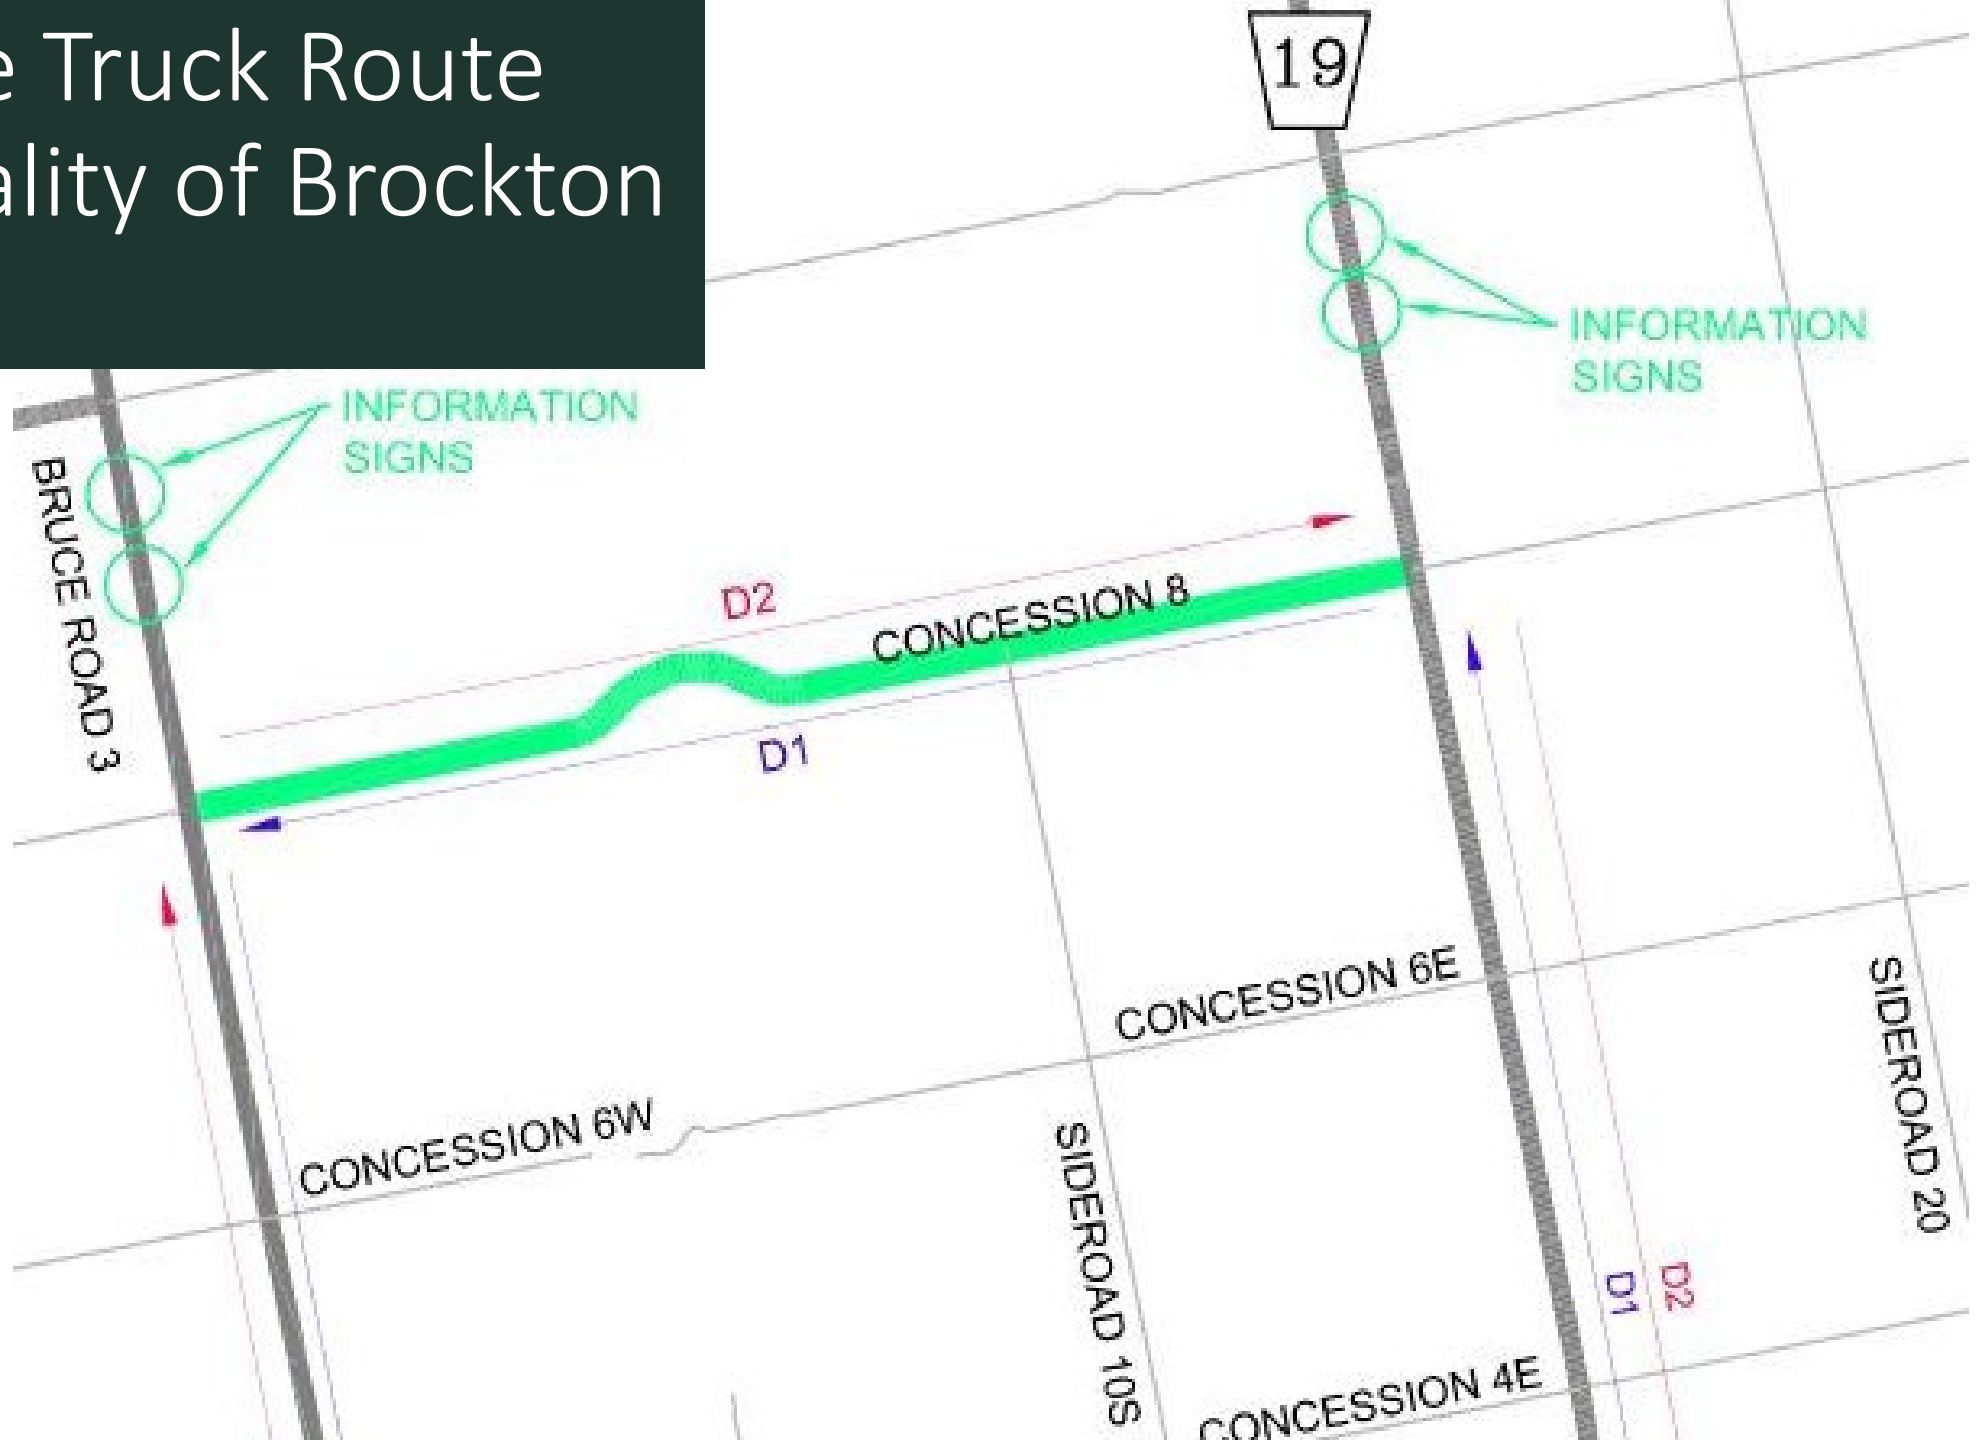 e Truck Route
ality of Brockton
19
INFORMATION
SIGNS
INFORMATION
SIGNS
BRUCE ROAD 3
D2
CONCESSION 8
D1
CONCESSION 6E
SIDEROAD 20
CONCESSION 6W
SIDEROAD 10S
D1
D2
CONCESSION 4E